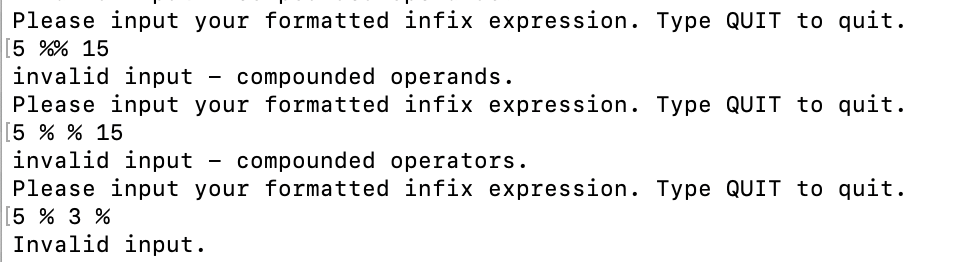 Please input your formatted infix expression. Type QUIT to quit.
[5 %% 15
invalid input – compounded operands.
Please input your formatted infix expression. Type QUIT to quit.
[5 % % 15
invalid input – compounded operators.
Please input your formatted infix expression. Type QUIT to quit.
[5 % 3 %
Invalid input.